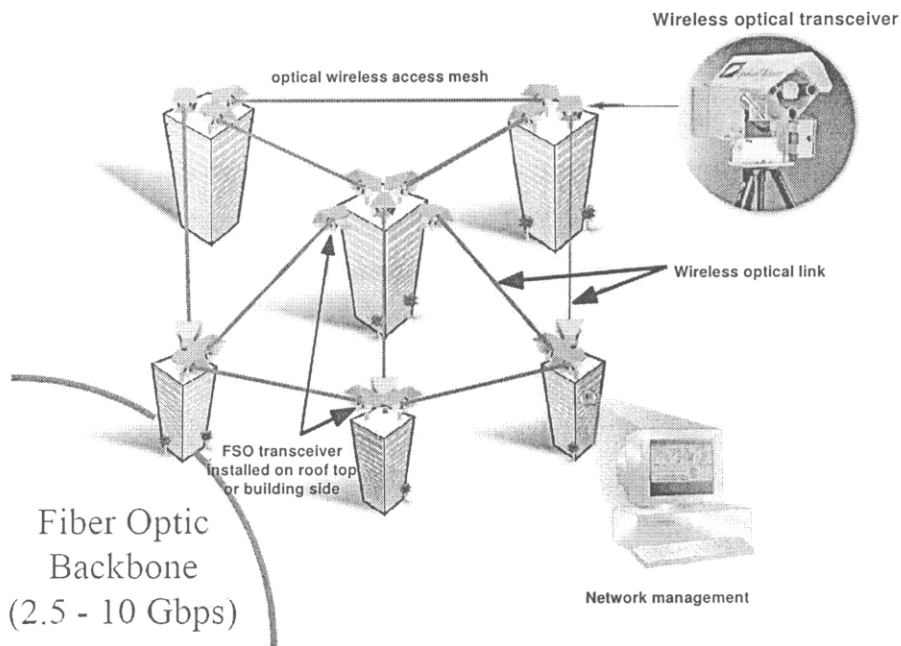 Wireless optical transceiver
optical wireless access mesh
Wireless optical link
FSO transceiver
installed on roof top
or building side
Fiber Optic
Backbone
(2.5 - 10 Gbps)
Network management